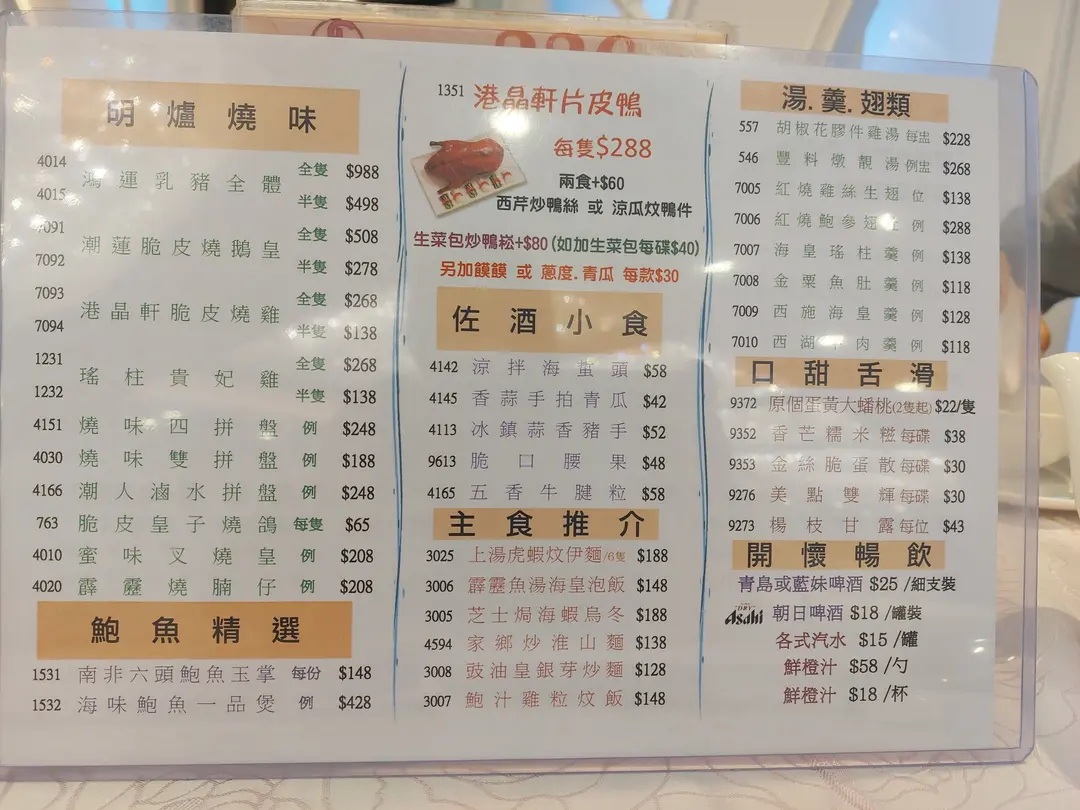 明爐燒味
4014 鴻運乳豬全體 全隻 $988
4015 半隻 $498
4091 潮蓮脆皮燒鵝皇 全隻 $508
7092 半隻 $278
7093 港晶軒脆皮燒雞 全隻 $268
7094 半隻 $138
1231 瑤柱貴妃雞 全隻 $268
1232 半隻 $138
4151 燒味四拼盤 例 $248
4030 燒味雙拼盤 例 $188
4166 潮人滷水拼盤 例 $248
763 脆皮皇子燒鴿 每隻 $65
4010 蜜味叉燒皇 例 $208
4020 霹靂燒腩仔 例 $208
鮑魚精選
1531 南非六頭鮑魚玉掌 每份 $148
1532 海味鮑魚一品煲 例 $428
1351 港晶軒片皮鴨
每隻$288
兩食+$60
西芹炒鴨絲 或 涼瓜炆鴨件
生菜包炒鴨崧+$80(如加生菜包每碟$40)
另加饃饃 或 蔥度.青瓜 每款$30
佐酒小食
4142 涼拌海蜇頭 $58
4145 香蒜手拍青瓜 $42
4113 冰鎮蒜香豬手 $52
9613 脆口腰果 $48
4165 五香牛腱粒 $58
主食推介
3025 上湯虎蝦炆伊麵/6隻 $188
3006 霹靂魚湯海皇泡飯 $148
3005 芝士焗海蝦烏冬 $188
4594 家鄉炒淮山麵 $138
3008 豉油皇銀芽炒麵 $128
3007 鮑汁雞粒炆飯 $148
湯.羹.翅類
557 胡椒花膠件雞湯 每盅 $228
546 豐料燉靚湯 例盅 $268
7005 紅燒雞絲生翅 位 $138
7006 紅燒鮑參翅 例 $288
7007 海皇瑤柱羹 例 $138
7008 金粟魚肚羹 例 $118
7009 西施海皇羹 例 $128
7010 西湖牛肉羹 例 $118
口甜舌滑
9372 原個蛋黃大蟠桃(2隻起) $22/隻
9352 香芒糯米糍 每碟 $38
9353 金絲脆蛋散 每碟 $30
9276 美點雙輝 每碟 $30
9273 楊枝甘露 每位 $43
開懷暢飲
青島或藍妹啤酒 $25 /細支裝
Asahi 朝日啤酒 $18 /罐裝
各式汽水 $15 /罐
鮮橙汁 $58 /勺
鮮橙汁 $18 /杯